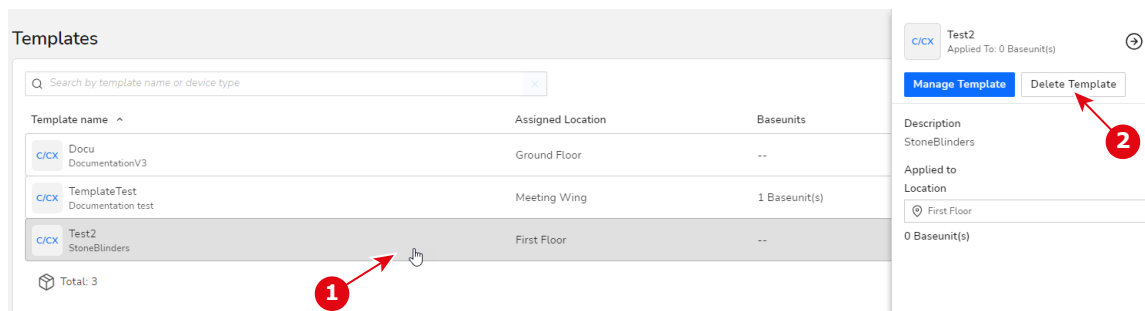 Templates
Search by template name or device type
Template name
Assigned Location
Baseunits
C/CX
Docu
DocumentationV3
Ground Floor
--
C/CX
TemplateTest
Documentation test
Meeting Wing
1 Baseunit(s)
C/CX
Test2
StoneBlinders
First Floor
--
Total: 3
1
C/CX
Test2
Applied To: 0 Baseunit(s)
Manage Template
Delete Template
2
Description
StoneBlinders
Applied to
Location
First Floor
0 Baseunit(s)